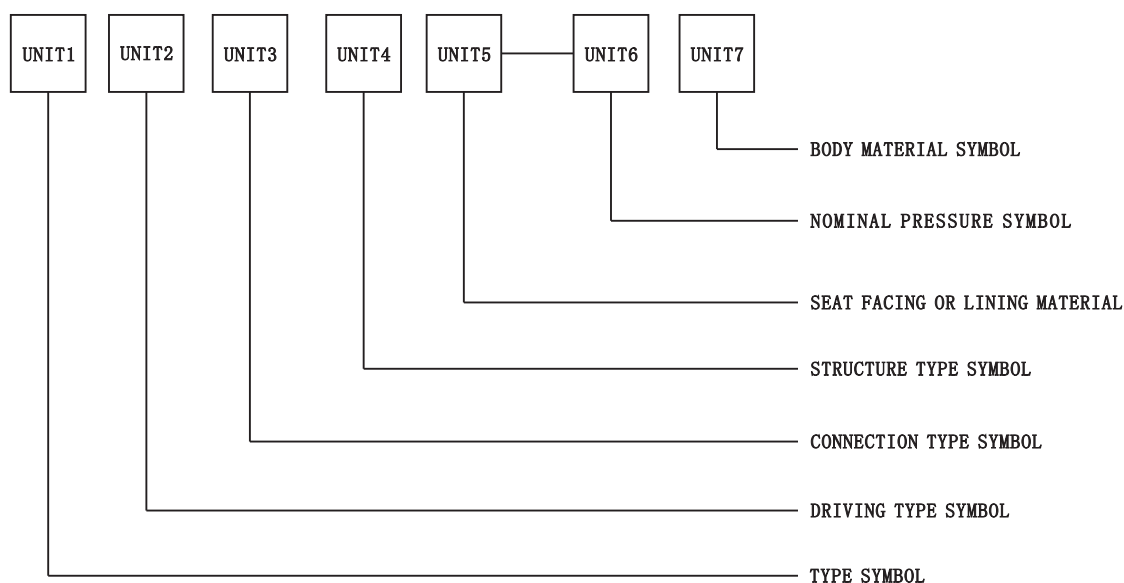 UNIT1 UNIT2 UNIT3 UNIT4 UNIT5 UNIT6 UNIT7
BODY MATERIAL SYMBOL
NOMINAL PRESSURE SYMBOL
SEAT FACING OR LINING MATERIAL
STRUCTURE TYPE SYMBOL
CONNECTION TYPE SYMBOL
DRIVING TYPE SYMBOL
TYPE SYMBOL